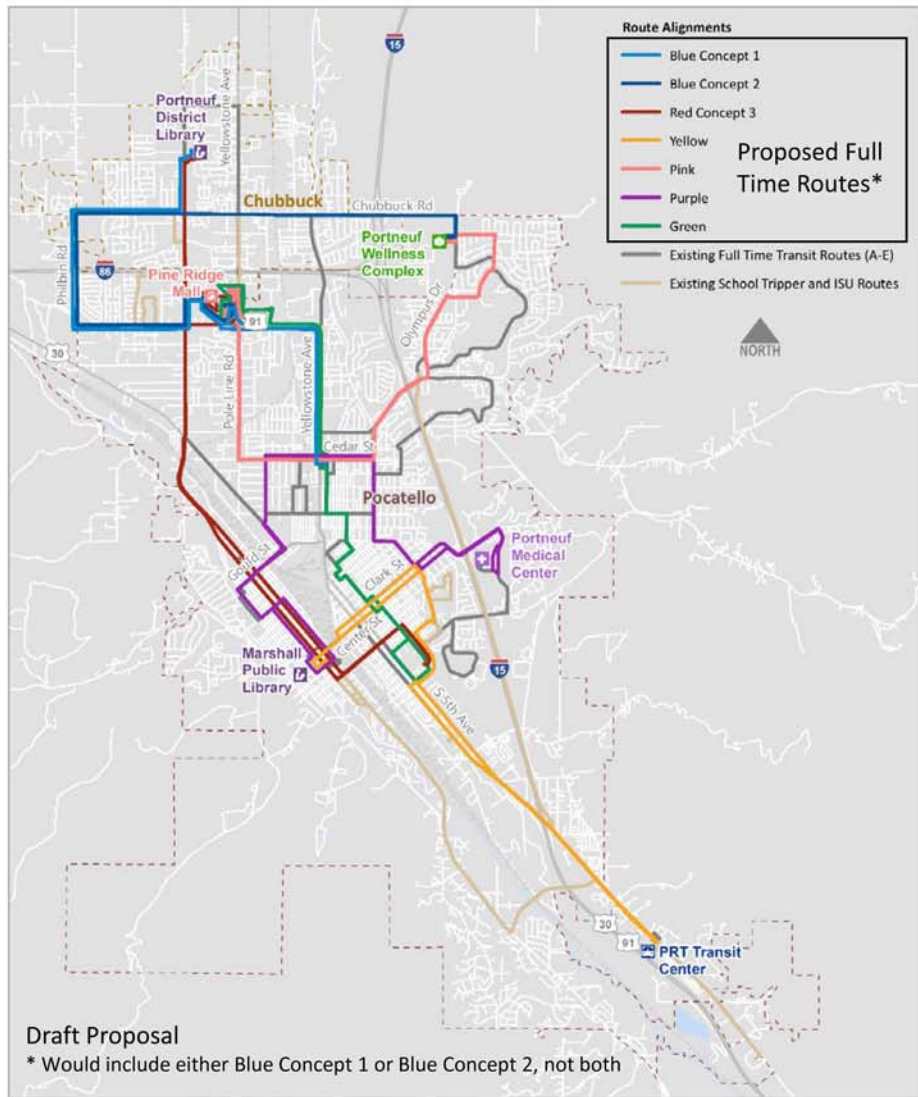 Route Alignments
Blue Concept 1
Blue Concept 2
Red Concept 3
Yellow
Pink
Purple
Green
Proposed Full
Time Routes*
Existing Full Time Transit Routes (A-E)
Existing School Tripper and ISU Routes
NORTH
15
Yellowstone Ave
Portneuf
District
Library
Chubbuck
Chubbuck Rd
Portneuf
Wellness
Complex
Philbin Rd
86
Pine Ridge
Mall
91
30
Olympus Dr
Pole Line Rd
Yellowstone Ave
Cedar St
Pocatello
Portneuf
Medical
Center
Gould St
Clark St
Center St
Marshall
Public
Library
15
S 5th Ave
30
91
PRT Transit
Center
Draft Proposal
* Would include either Blue Concept 1 or Blue Concept 2, not both